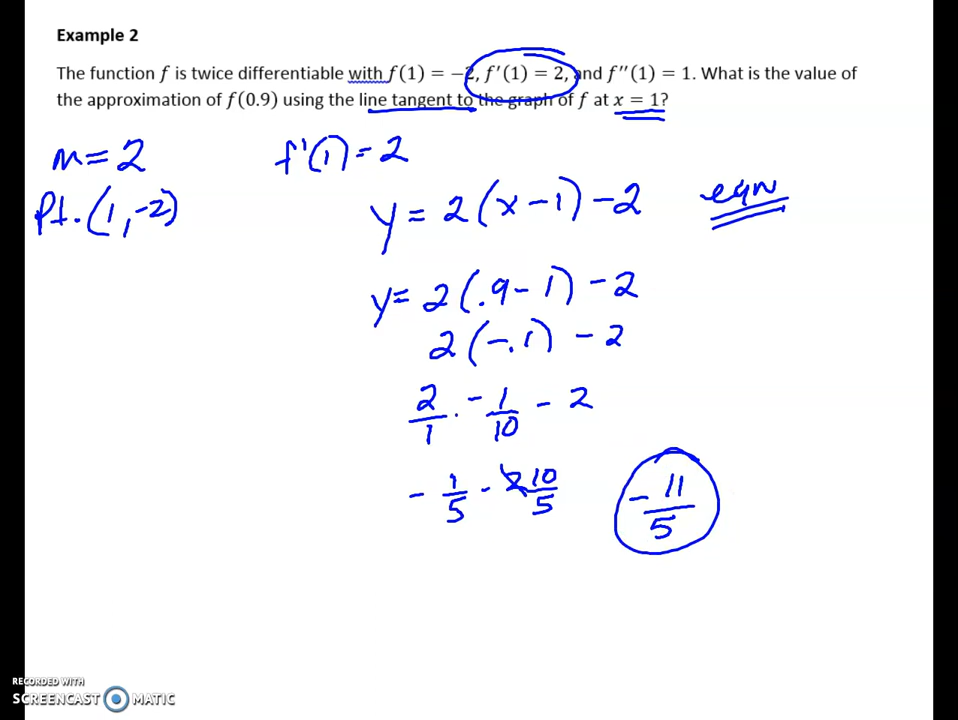 Example 2
The function f is twice differentiable with f(1) = −2, f′(1) = 2, and f″(1) = 1. What is the value of
the approximation of f(0.9) using the line tangent to the graph of f at x = 1?
m = 2
f'(1) = 2
Pt. (1, -2)
y = 2(x - 1) - 2
eqn
y = 2(.9 - 1) - 2
2(-.1) - 2
2/1 · -1/10 - 2
- 1/5 - 2 10/5
- 11/5
RECORDED WITH
SCREENCAST MATIC